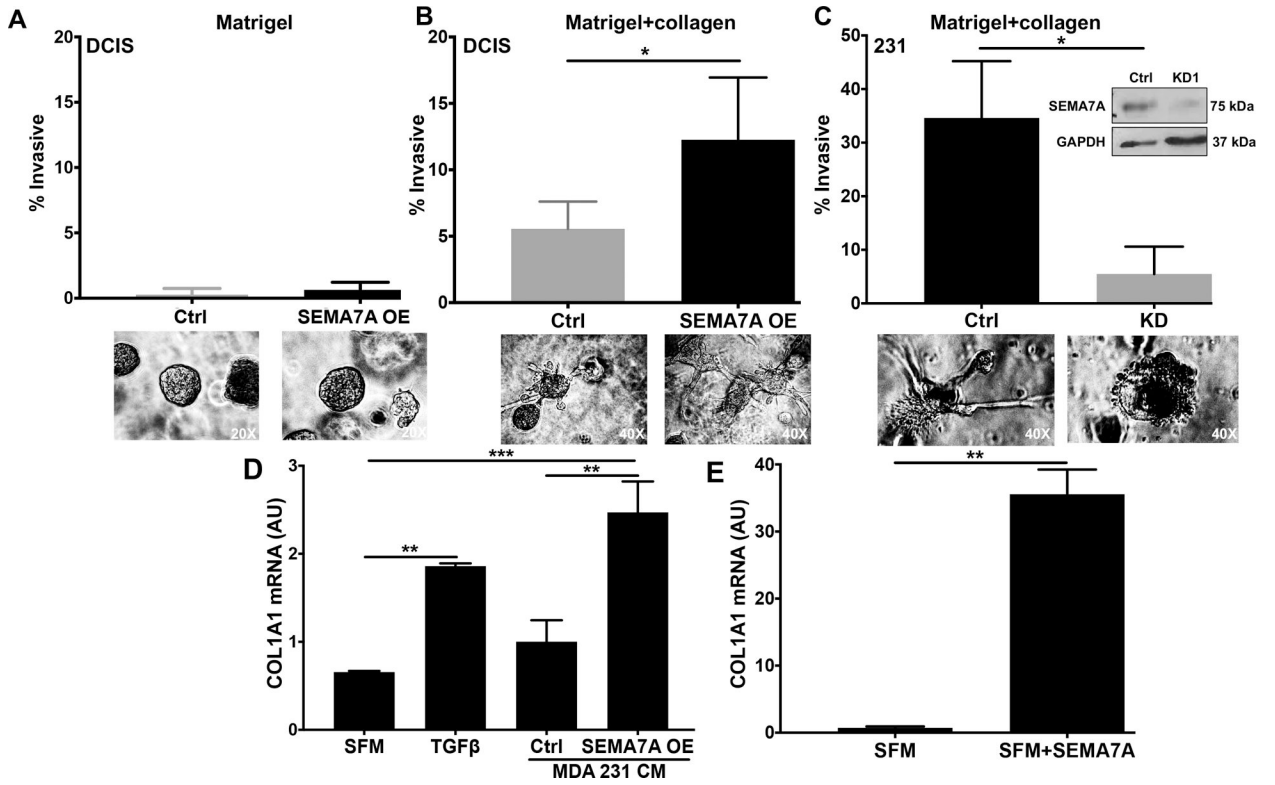 A
Matrigel
20
DCIS
15
10
5
0
% Invasive
Ctrl
SEMA7A OE
20X
20X
B
Matrigel+collagen
20
DCIS
*
15
10
5
0
% Invasive
Ctrl
SEMA7A OE
40X
40X
C
Matrigel+collagen
50
231
*
40
30
20
10
0
% Invasive
Ctrl KD1
SEMA7A 75 kDa
GAPDH 37 kDa
Ctrl
KD
40X
40X
D
***
**
**
3
2
1
0
COL1A1 mRNA (AU)
SFM
TGFβ
Ctrl
SEMA7A OE
MDA 231 CM
E
**
40
30
20
10
0
COL1A1 mRNA (AU)
SFM
SFM+SEMA7A